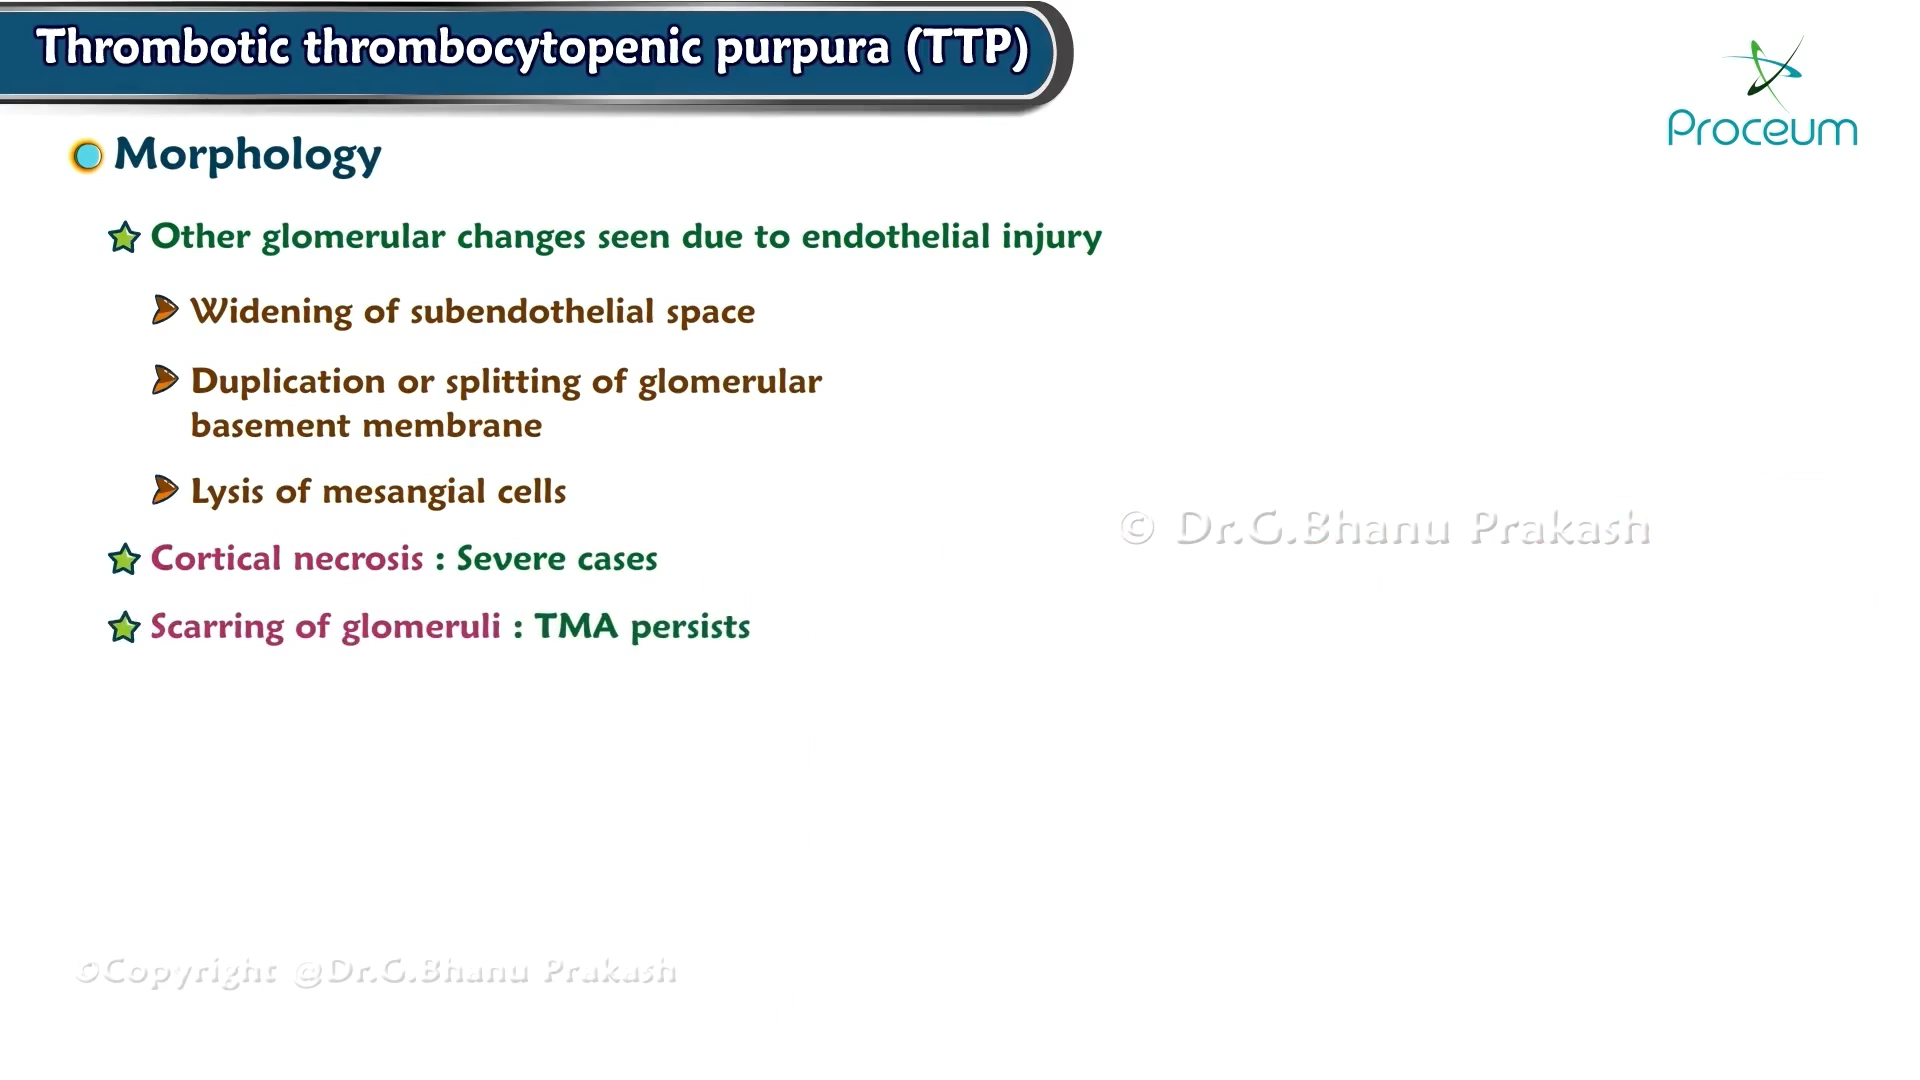 Thrombotic thrombocytopenic purpura (TTP)
Proceum
Morphology
Other glomerular changes seen due to endothelial injury
Widening of subendothelial space
Duplication or splitting of glomerular
basement membrane
Lysis of mesangial cells
© Dr.G.Bhanu Prakash
Cortical necrosis : Severe cases
Scarring of glomeruli : TMA persists
©Copyright @Dr.G.Bhanu Prakash